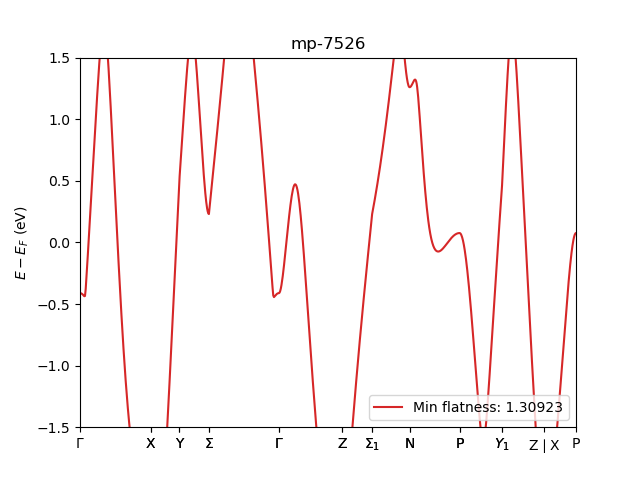 mp-7526
E − E_F (eV)
1.5
1.0
0.5
0.0
−0.5
−1.0
−1.5
Min flatness: 1.30923
Γ X Y Σ Γ Z Σ₁ N P Y₁ Z | X P